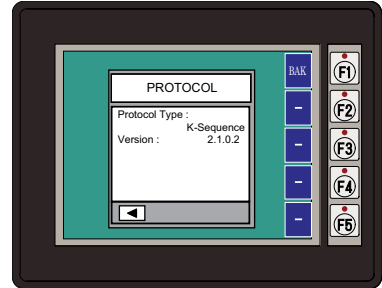 PROTOCOL
Protocol Type :
K-Sequence
Version : 2.1.0.2
BAK
-
-
-
-
F1
F2
F3
F4
F5